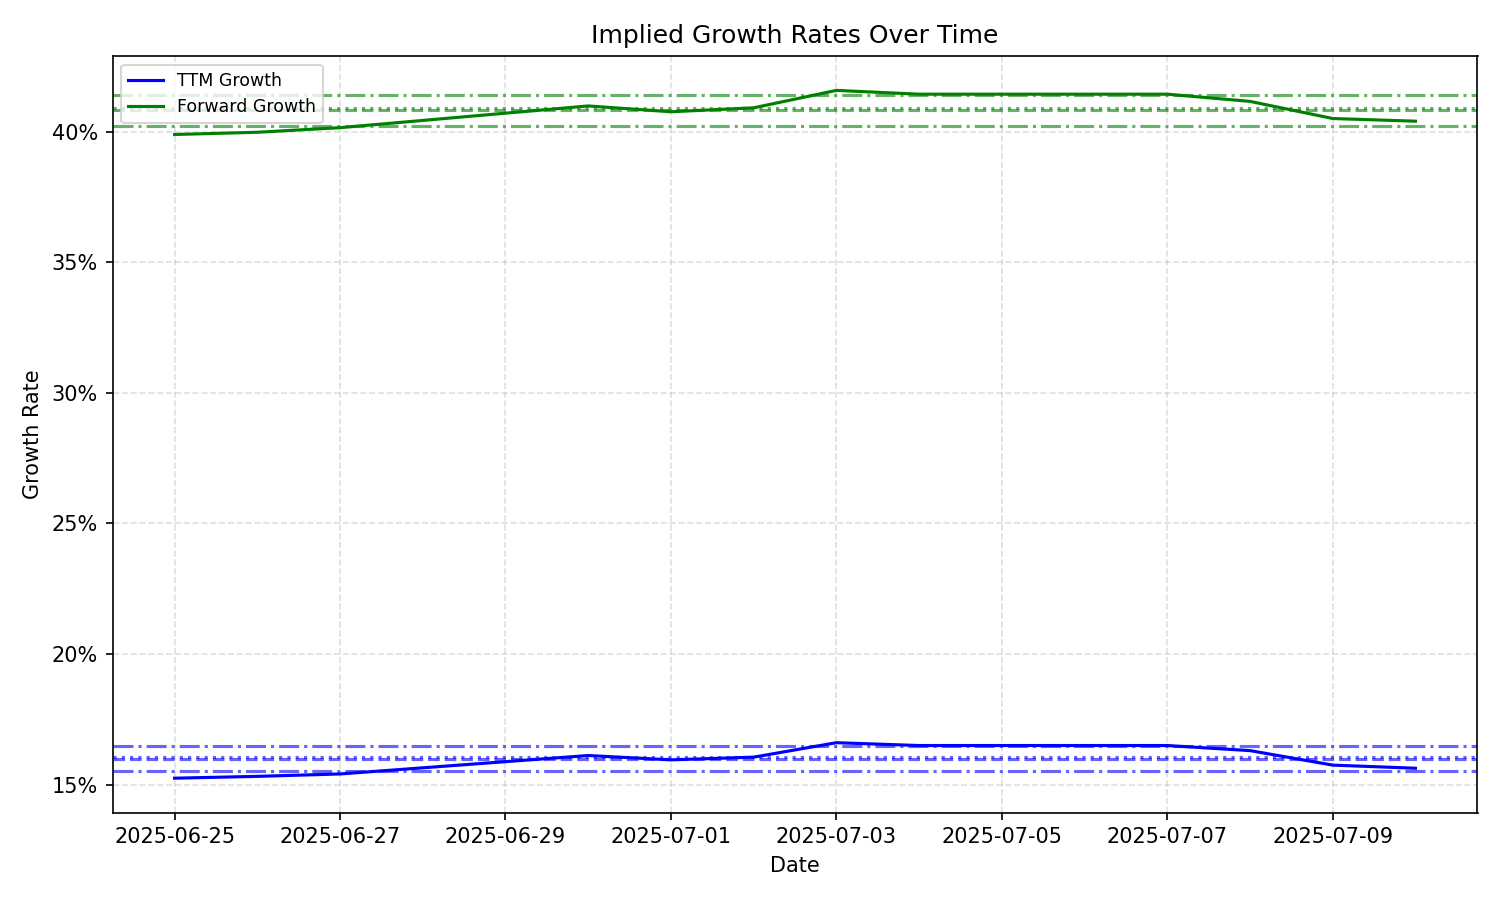 Implied Growth Rates Over Time
TTM Growth
Forward Growth
40%
35%
30%
25%
20%
15%
Growth Rate
2025-06-25
2025-06-27
2025-06-29
2025-07-01
2025-07-03
2025-07-05
2025-07-07
2025-07-09
Date